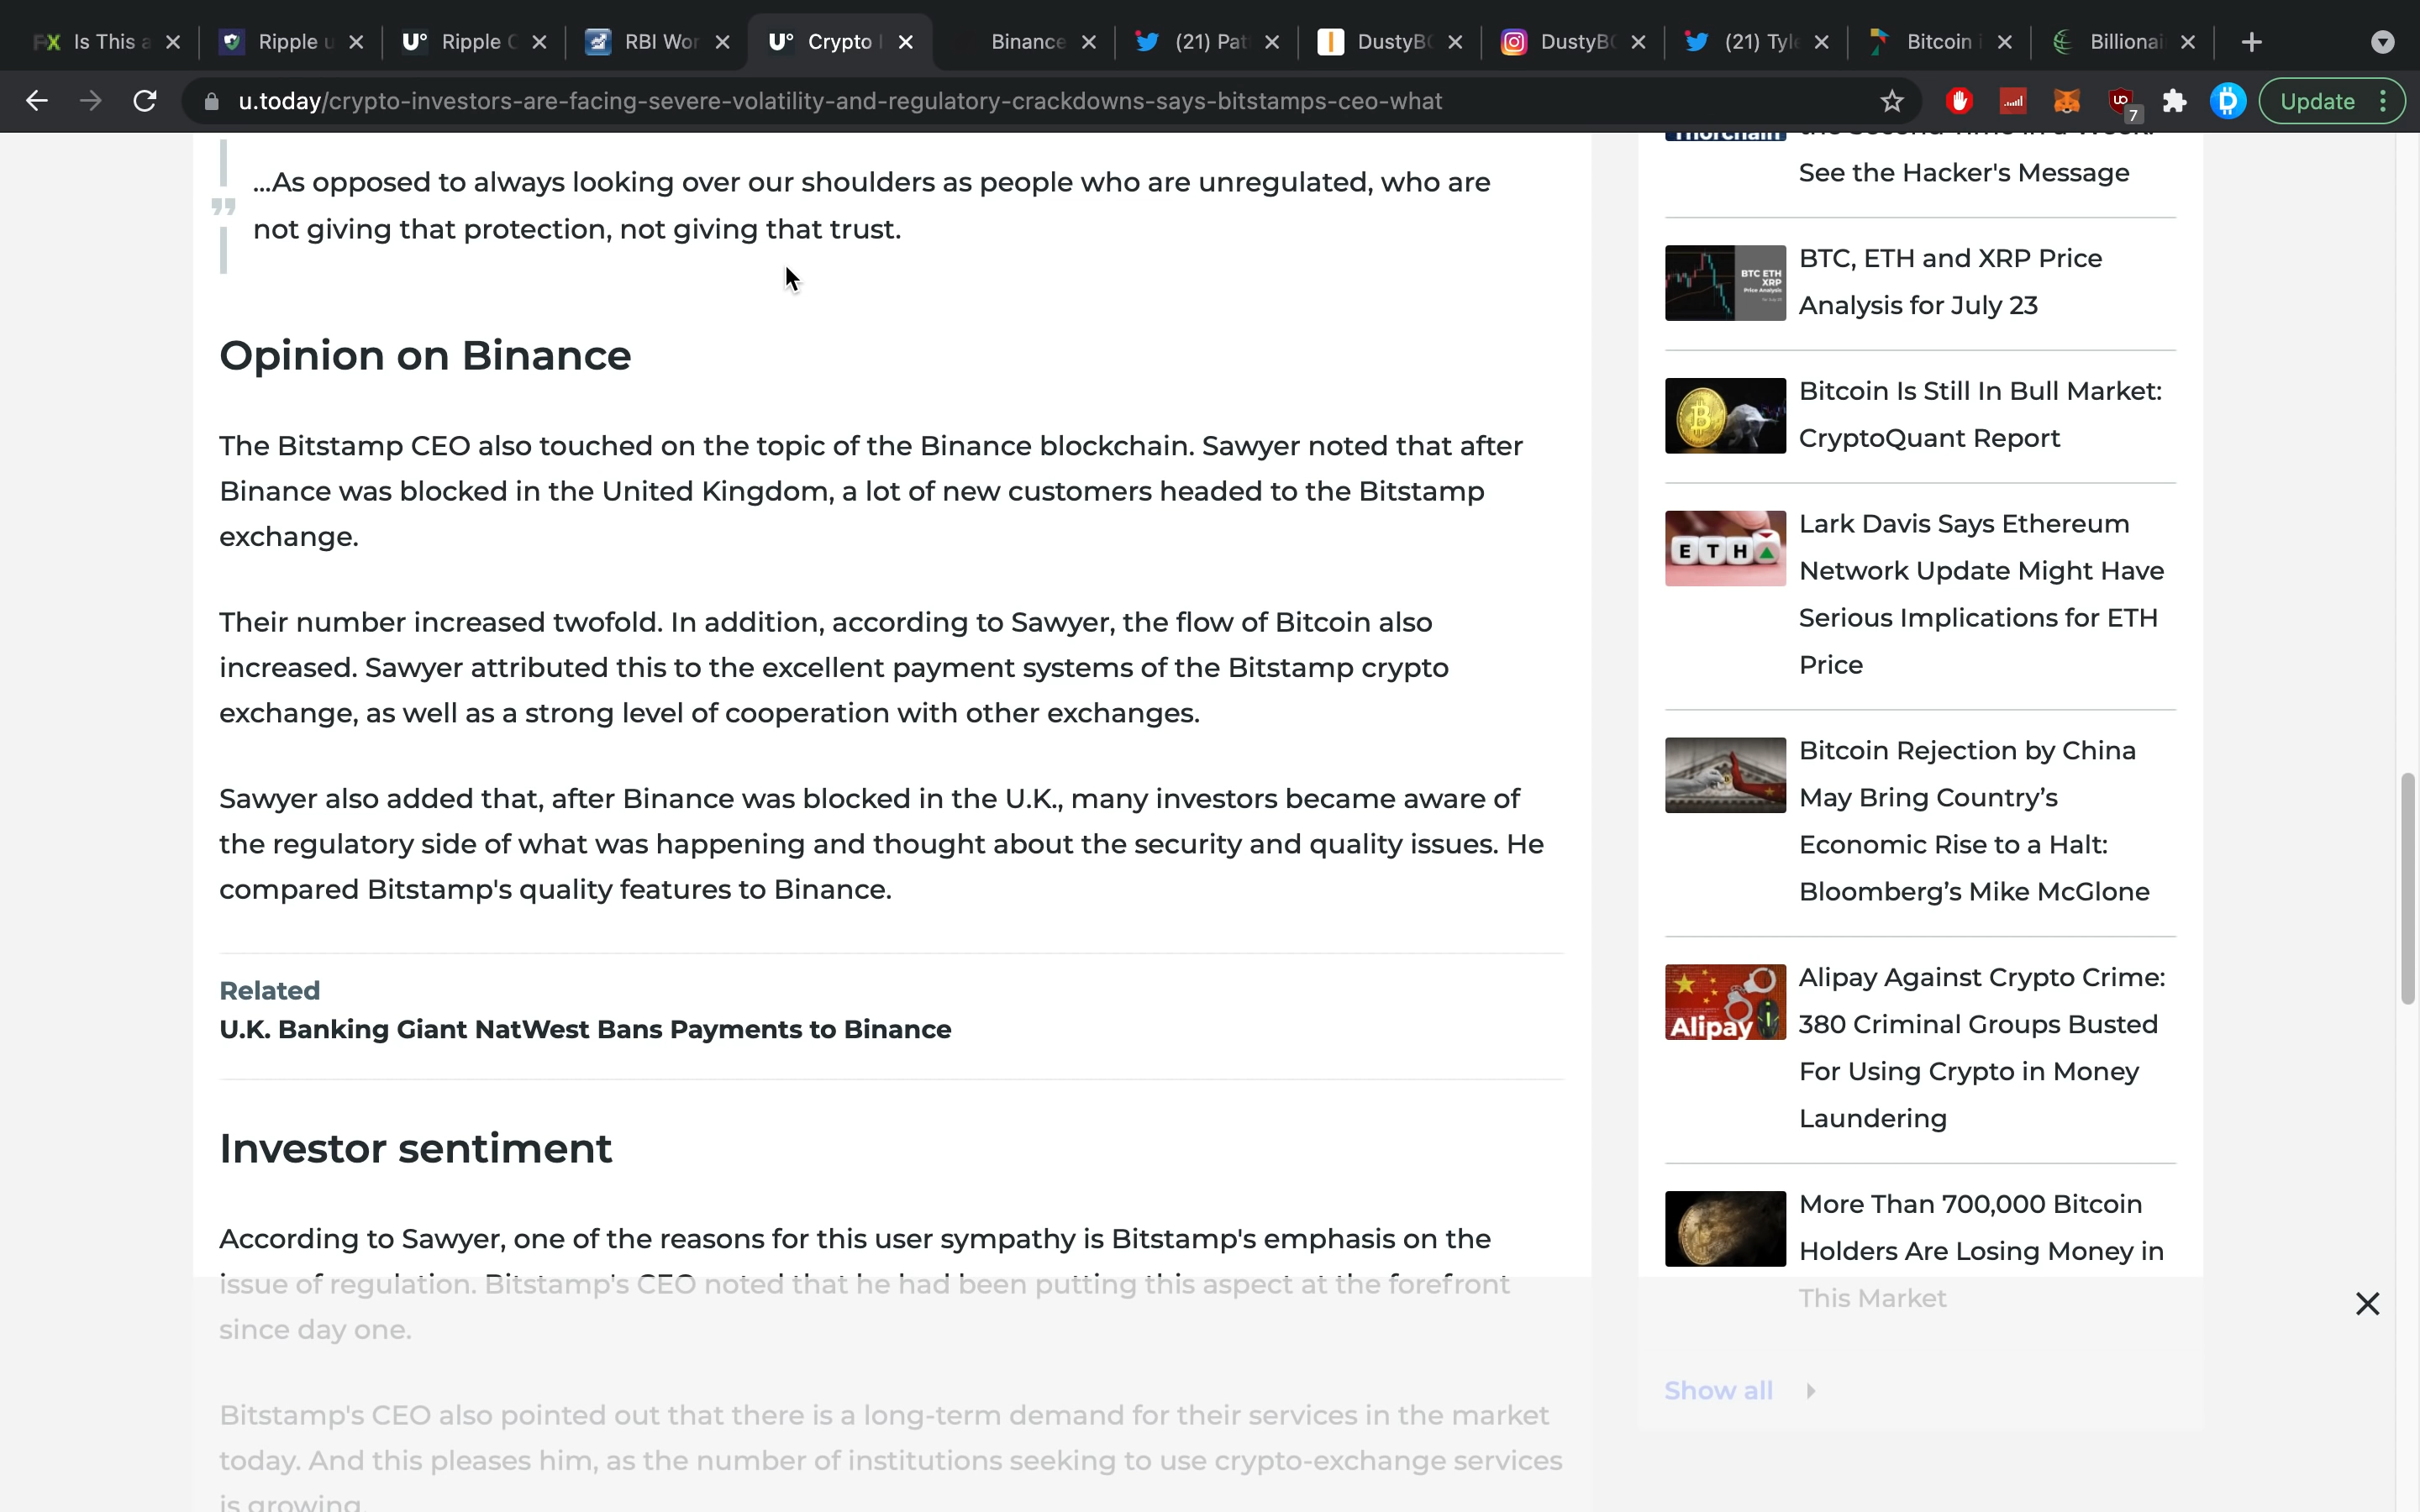 Is This a
Ripple u
U° Ripple C
RBI Wor
U° Crypto
Binance
(21) Pat
DustyBC
DustyBC
(21) Tyle
Bitcoin i
Billionai
u.today/crypto-investors-are-facing-severe-volatility-and-regulatory-crackdowns-says-bitstamps-ceo-what
7
Update
...As opposed to always looking over our shoulders as people who are unregulated, who are
not giving that protection, not giving that trust.
Opinion on Binance
The Bitstamp CEO also touched on the topic of the Binance blockchain. Sawyer noted that after
Binance was blocked in the United Kingdom, a lot of new customers headed to the Bitstamp
exchange.
Their number increased twofold. In addition, according to Sawyer, the flow of Bitcoin also
increased. Sawyer attributed this to the excellent payment systems of the Bitstamp crypto
exchange, as well as a strong level of cooperation with other exchanges.
Sawyer also added that, after Binance was blocked in the U.K., many investors became aware of
the regulatory side of what was happening and thought about the security and quality issues. He
compared Bitstamp's quality features to Binance.
Related
U.K. Banking Giant NatWest Bans Payments to Binance
Investor sentiment
According to Sawyer, one of the reasons for this user sympathy is Bitstamp's emphasis on the
issue of regulation. Bitstamp's CEO noted that he had been putting this aspect at the forefront
since day one.
Bitstamp's CEO also pointed out that there is a long-term demand for their services in the market
today. And this pleases him, as the number of institutions seeking to use crypto-exchange services
is growing.
Thorchain
the Second Time in a Week.
See the Hacker's Message
BTC ETH
XRP
Price Analysis
BTC, ETH and XRP Price
Analysis for July 23
Bitcoin Is Still In Bull Market:
CryptoQuant Report
E T H
Lark Davis Says Ethereum
Network Update Might Have
Serious Implications for ETH
Price
Bitcoin Rejection by China
May Bring Country’s
Economic Rise to a Halt:
Bloomberg’s Mike McGlone
Alipay
Alipay Against Crypto Crime:
380 Criminal Groups Busted
For Using Crypto in Money
Laundering
More Than 700,000 Bitcoin
Holders Are Losing Money in
This Market
Show all